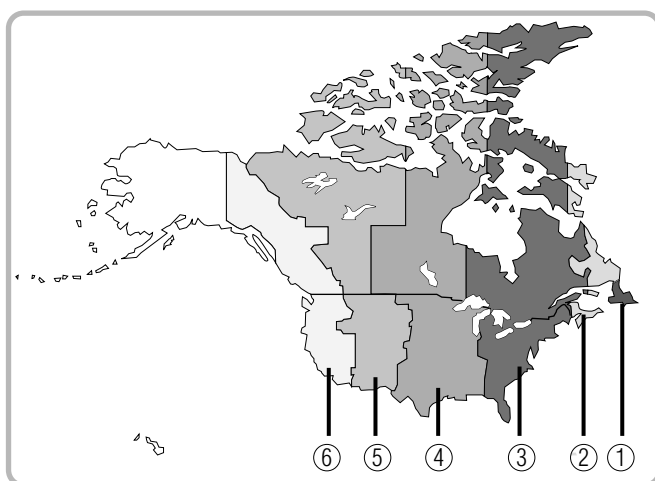 ⑥ ⑤ ④ ③ ② ①